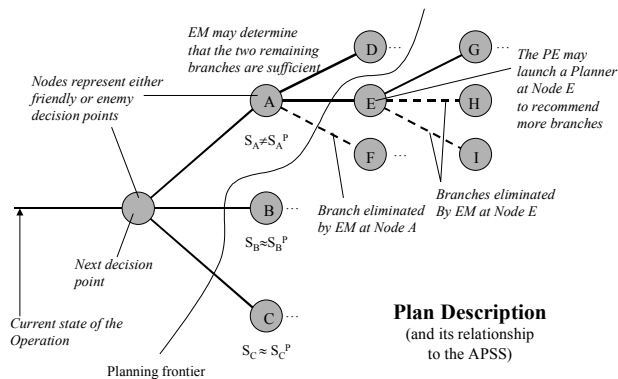 EM may determine
that the two remaining
branches are sufficient
D ...
G ...
Nodes represent either
friendly or enemy
decision points
The PE may
launch a Planner
at Node E
to recommend
more branches
A
E
H
S_A≠S_A^P
F ...
I
B ...
S_B≈S_B^P
Branch eliminated
by EM at Node A
Branches eliminated
By EM at Node E
Next decision
point
C ...
S_C ≈ S_C^P
Current state of the
Operation
Planning frontier
Plan Description
(and its relationship
to the APSS)